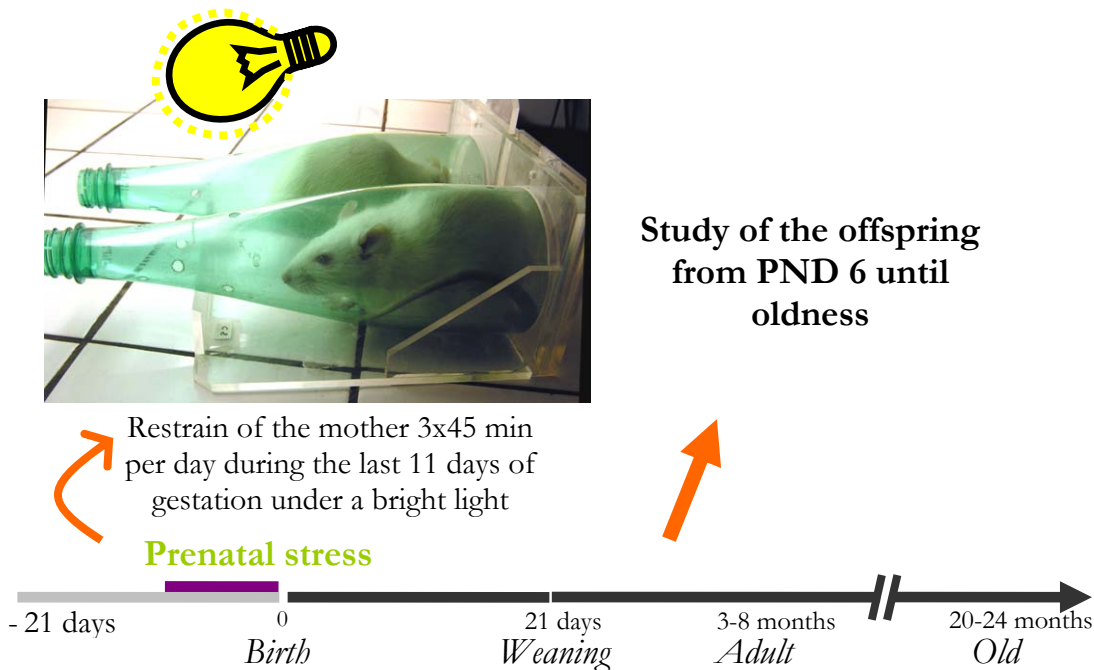 Study of the offspring
from PND 6 until
oldness
Restrain of the mother 3x45 min
per day during the last 11 days of
gestation under a bright light
Prenatal stress
- 21 days
0
21 days
3-8 months
20-24 months
Birth
Weaning
Adult
Old